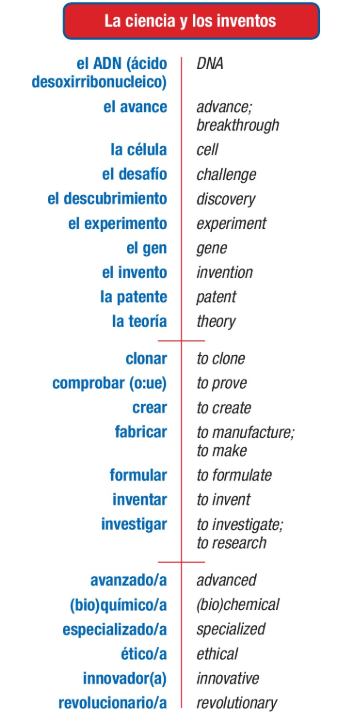 La ciencia y los inventos
el ADN (ácido DNA
desoxirribonucleico)
el avance advance;
breakthrough
la célula cell
el desafío challenge
el descubrimiento discovery
el experimento experiment
el gen gene
el invento invention
la patente patent
la teoría theory
clonar to clone
comprobar (o:ue) to prove
crear to create
fabricar to manufacture;
to make
formular to formulate
inventar to invent
investigar to investigate;
to research
avanzado/a advanced
(bio)químico/a (bio)chemical
especializado/a specialized
ético/a ethical
innovador(a) innovative
revolucionario/a revolutionary